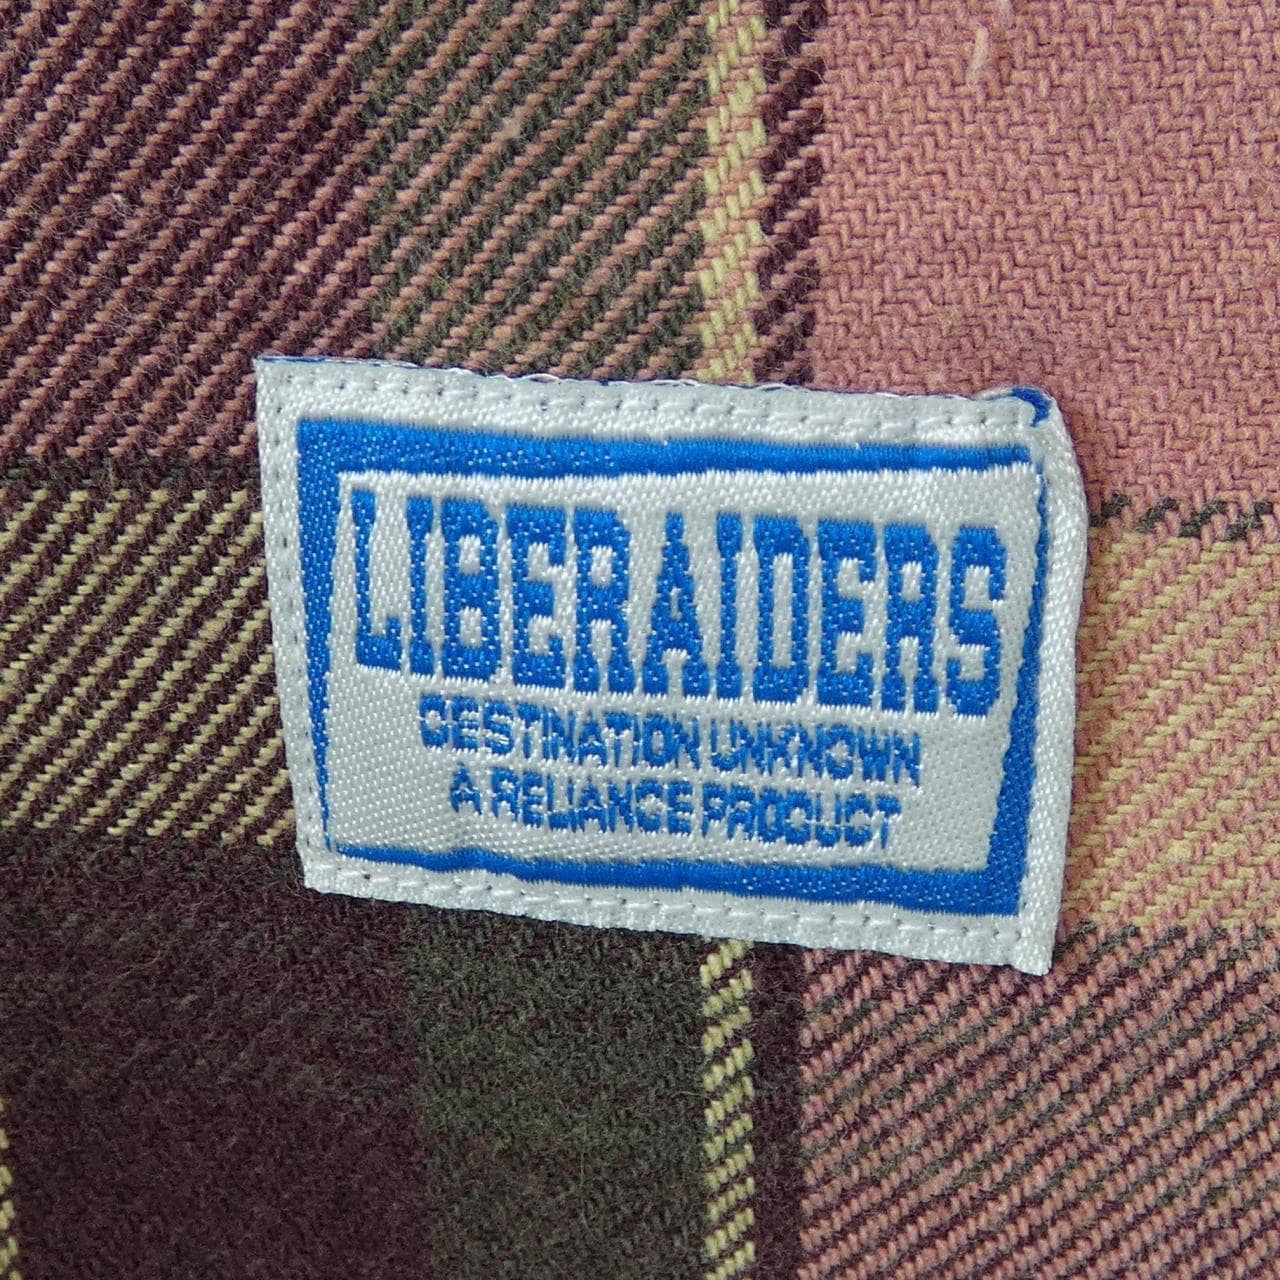 LIBERAIDERS
DESTINATION UNKNOWN
A RELIANCE PRODUCT